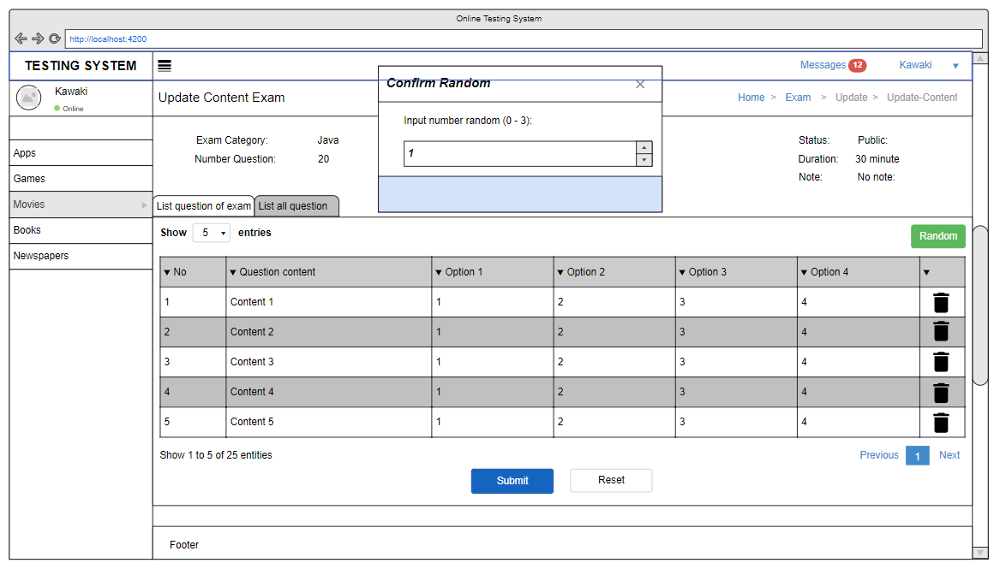 Online Testing System
http://localhost:4200
TESTING SYSTEM
Messages 12 Kawaki
Kawaki
Online
Update Content Exam
Confirm Random
Home > Exam > Update > Update-Content
Input number random (0 - 3):
1
Exam Category: Java
Number Question: 20
Status: Public:
Duration: 30 minute
Note: No note:
Apps
Games
Movies
Books
Newspapers
List question of exam List all question
Show 5 entries
Random
No Question content Option 1 Option 2 Option 3 Option 4
1 Content 1 1 2 3 4
2 Content 2 1 2 3 4
3 Content 3 1 2 3 4
4 Content 4 1 2 3 4
5 Content 5 1 2 3 4
Show 1 to 5 of 25 entities
Previous 1 Next
Submit Reset
Footer